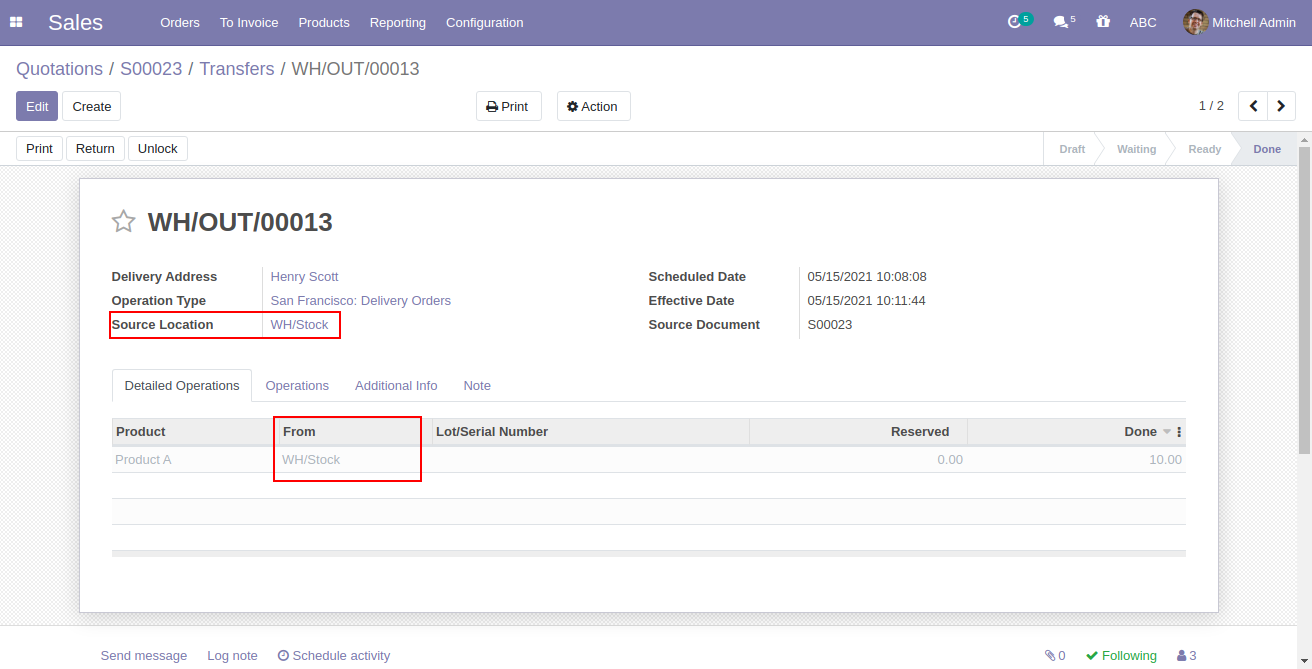 Sales Orders To Invoice Products Reporting Configuration 5 5 ABC Mitchell Admin
Quotations / S00023 / Transfers / WH/OUT/00013
Edit Create Print Action 1 / 2
Print Return Unlock Draft Waiting Ready Done
WH/OUT/00013
Delivery Address Henry Scott Scheduled Date 05/15/2021 10:08:08
Operation Type San Francisco: Delivery Orders Effective Date 05/15/2021 10:11:44
Source Location WH/Stock Source Document S00023
Detailed Operations Operations Additional Info Note
Product From Lot/Serial Number Reserved Done
Product A WH/Stock 0.00 10.00
Send message Log note Schedule activity 0 Following 3